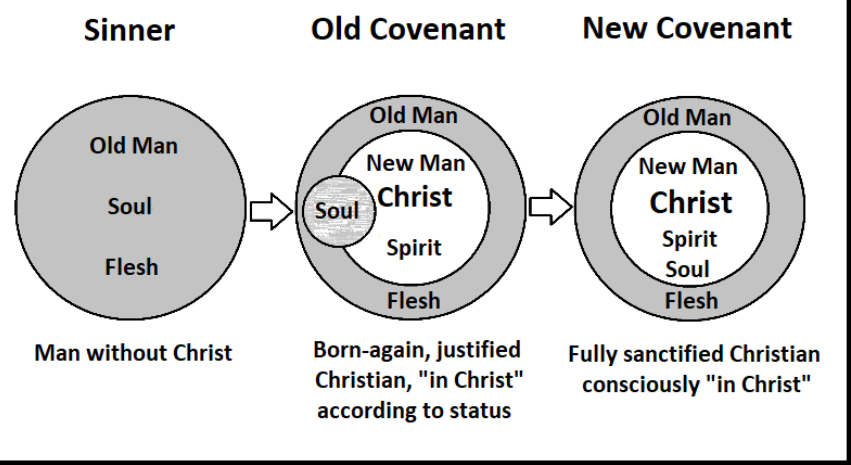 Sinner
Old Man
Soul
Flesh
Man without Christ
Old Covenant
Old Man
New Man
Christ
Soul
Spirit
Flesh
Born-again, justified
Christian, "in Christ"
according to status
New Covenant
Old Man
New Man
Christ
Spirit
Soul
Flesh
Fully sanctified Christian
consciously "in Christ"